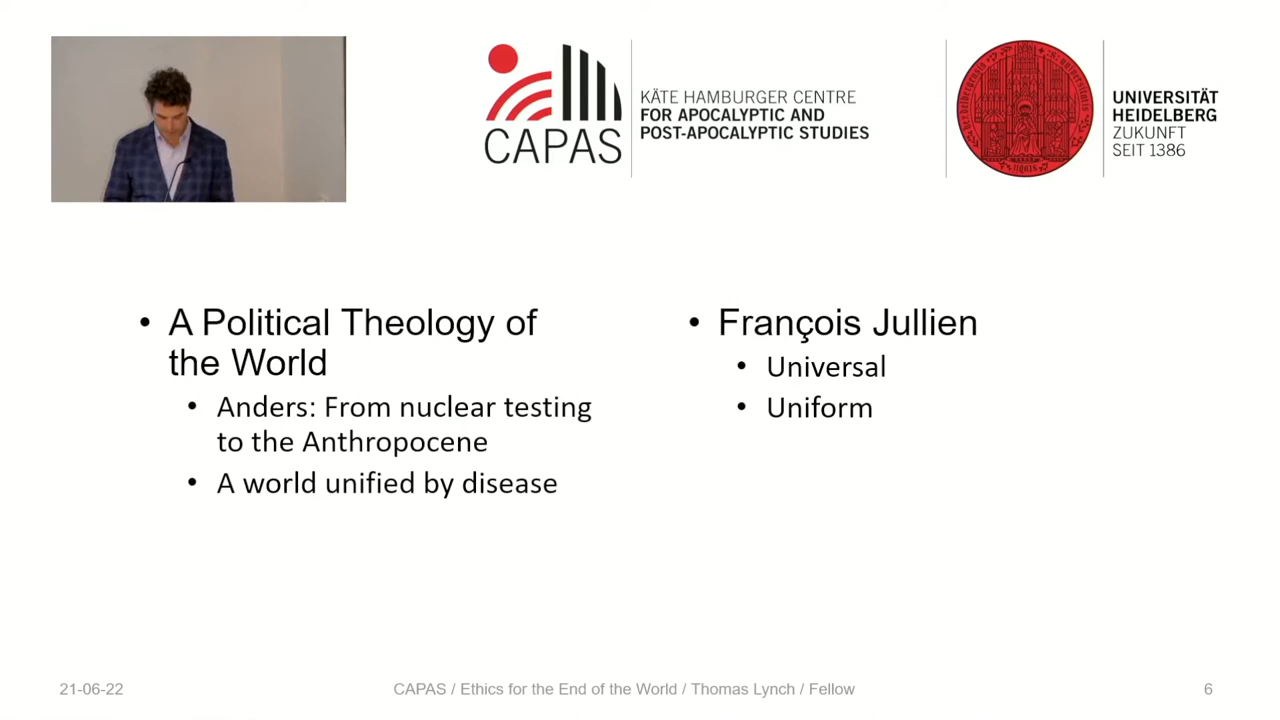 CAPAS
KÄTE HAMBURGER CENTRE
FOR APOCALYPTIC AND
POST-APOCALYPTIC STUDIES
UNIVERSITÄT
HEIDELBERG
ZUKUNFT
SEIT 1386
• A Political Theology of
the World
• Anders: From nuclear testing
to the Anthropocene
• A world unified by disease
• François Jullien
• Universal
• Uniform
21-06-22
CAPAS / Ethics for the End of the World / Thomas Lynch / Fellow
6